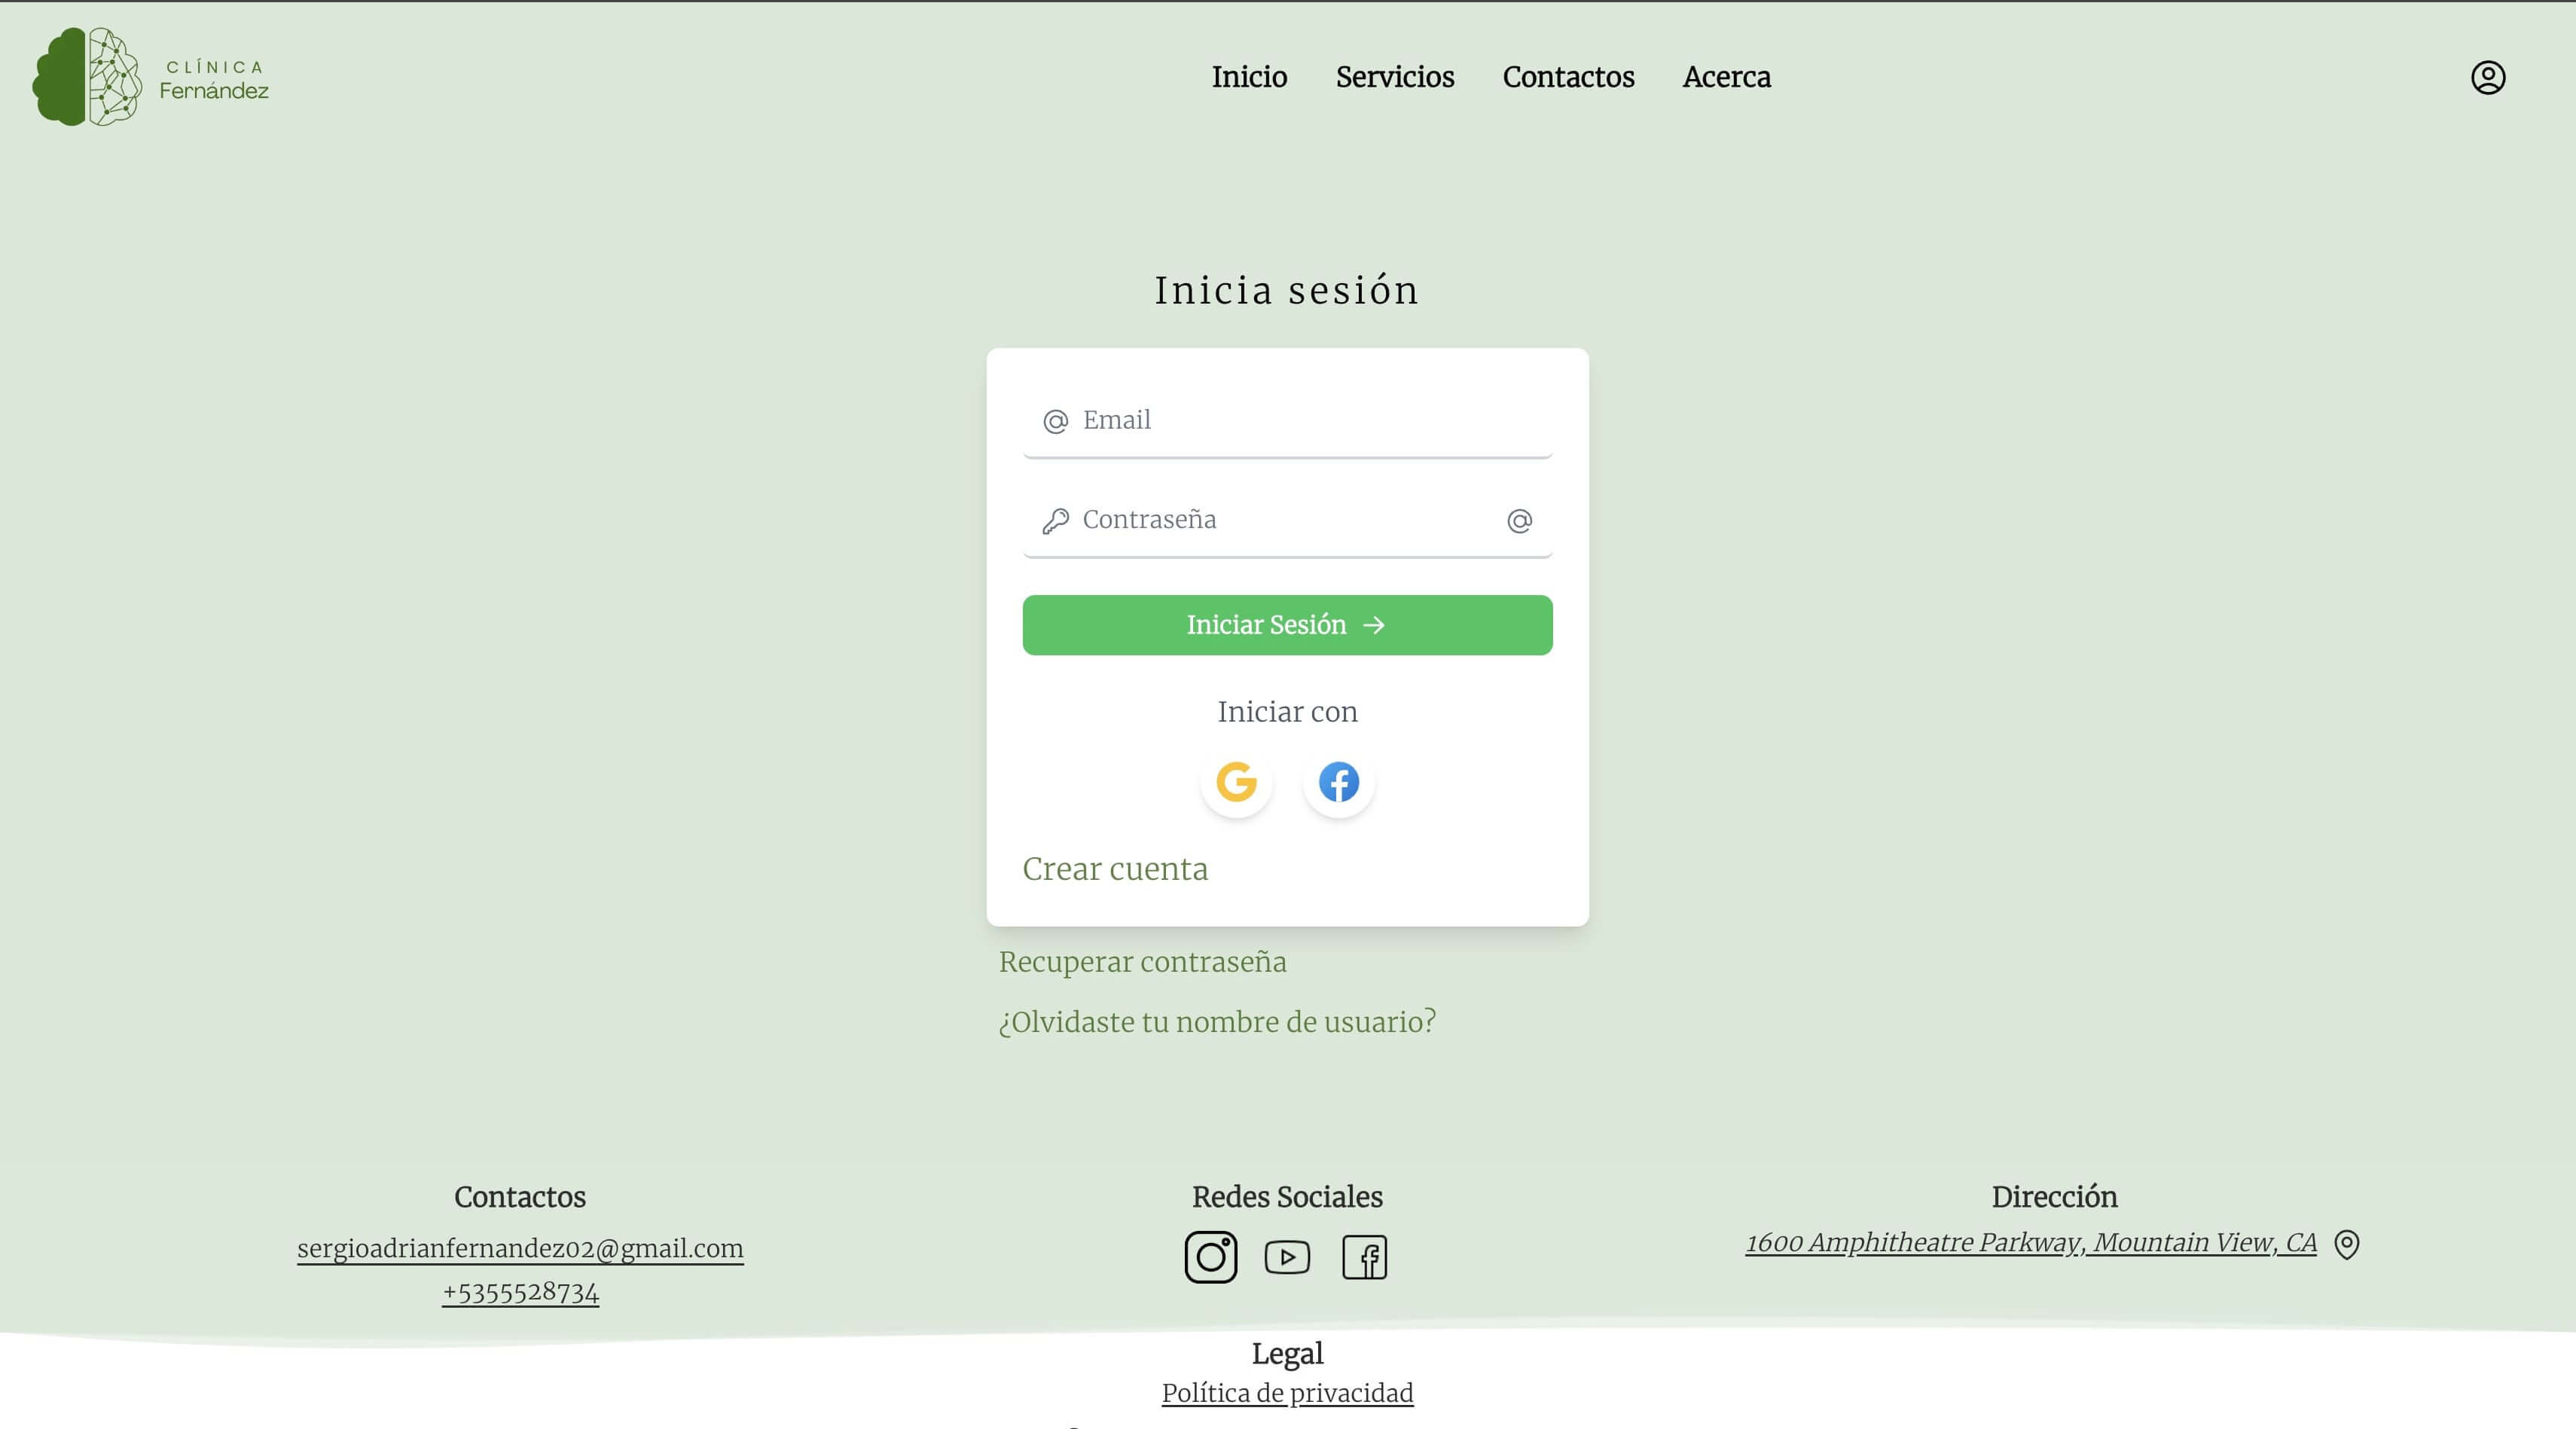 CLÍNICA
Fernández
Inicio Servicios Contactos Acerca
Inicia sesión
Email
Contraseña
Iniciar Sesión
Iniciar con
Crear cuenta
Recuperar contraseña
¿Olvidaste tu nombre de usuario?
Contactos
sergioadrianfernandez02@gmail.com
+5355528734
Redes Sociales
Dirección
1600 Amphitheatre Parkway, Mountain View, CA
Legal
Política de privacidad